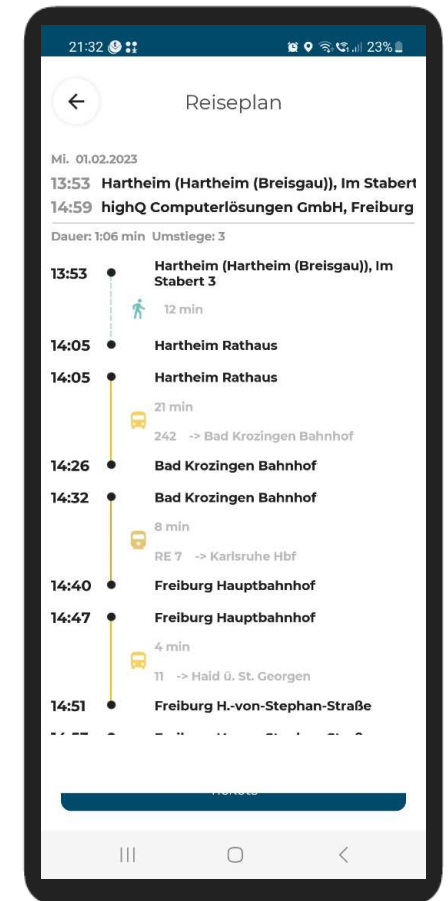 21:32 23%
Reiseplan
Mi. 01.02.2023
13:53 Hartheim (Hartheim (Breisgau)), Im Stabert
14:59 highQ Computerlösungen GmbH, Freiburg
Dauer: 1:06 min Umstiege: 3
13:53 Hartheim (Hartheim (Breisgau)), Im
Stabert 3
12 min
14:05 Hartheim Rathaus
14:05 Hartheim Rathaus
21 min
242 -> Bad Krozingen Bahnhof
14:26 Bad Krozingen Bahnhof
14:32 Bad Krozingen Bahnhof
8 min
RE 7 -> Karlsruhe Hbf
14:40 Freiburg Hauptbahnhof
14:47 Freiburg Hauptbahnhof
4 min
11 -> Haid ü. St. Georgen
14:51 Freiburg H.-von-Stephan-Straße